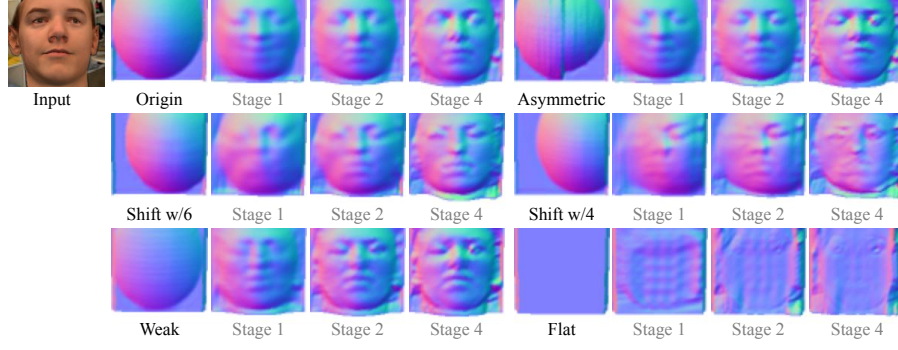 Input Origin Stage 1 Stage 2 Stage 4 Asymmetric Stage 1 Stage 2 Stage 4
Shift w/6 Stage 1 Stage 2 Stage 4 Shift w/4 Stage 1 Stage 2 Stage 4
Weak Stage 1 Stage 2 Stage 4 Flat Stage 1 Stage 2 Stage 4